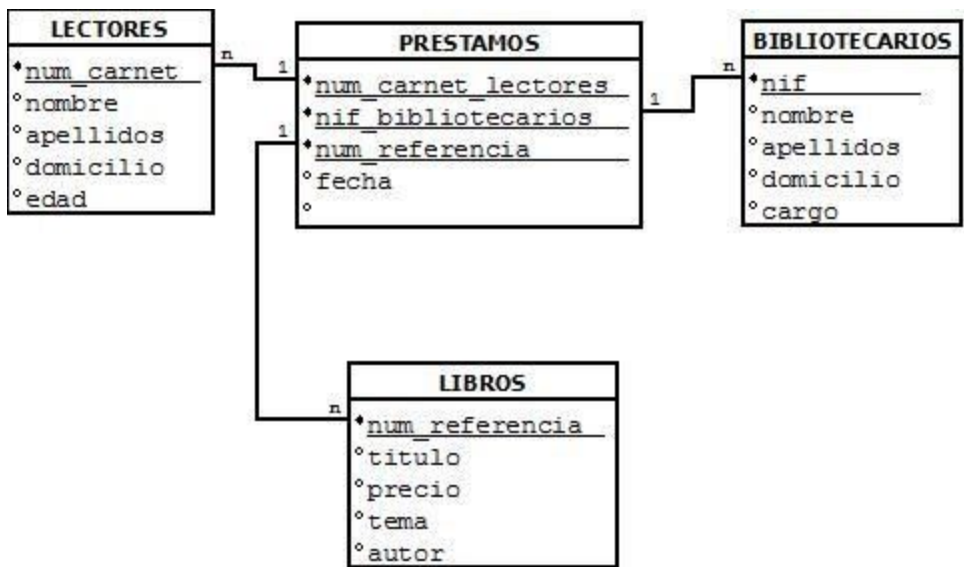 LECTORES
num_carnet
nombre
apellidos
domicilio
edad
n
1
PRESTAMOS
num_carnet_lectores
nif_bibliotecarios
num_referencia
fecha
1
1
n
BIBLIOTECARIOS
nif
nombre
apellidos
domicilio
cargo
n
LIBROS
num_referencia
titulo
precio
tema
autor